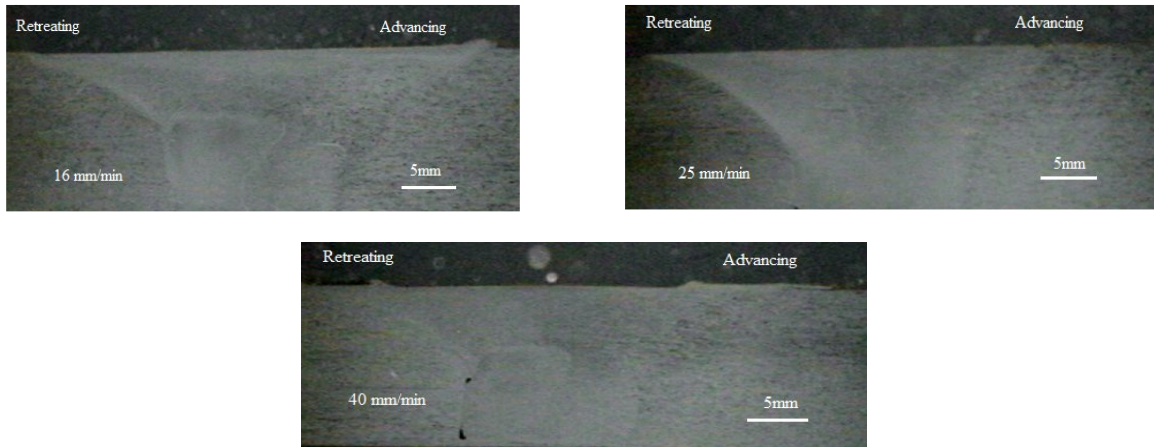 Retreating
Advancing
16 mm/min
5mm
Retreating
Advancing
25 mm/min
5mm
Retreating
Advancing
40 mm/min
5mm